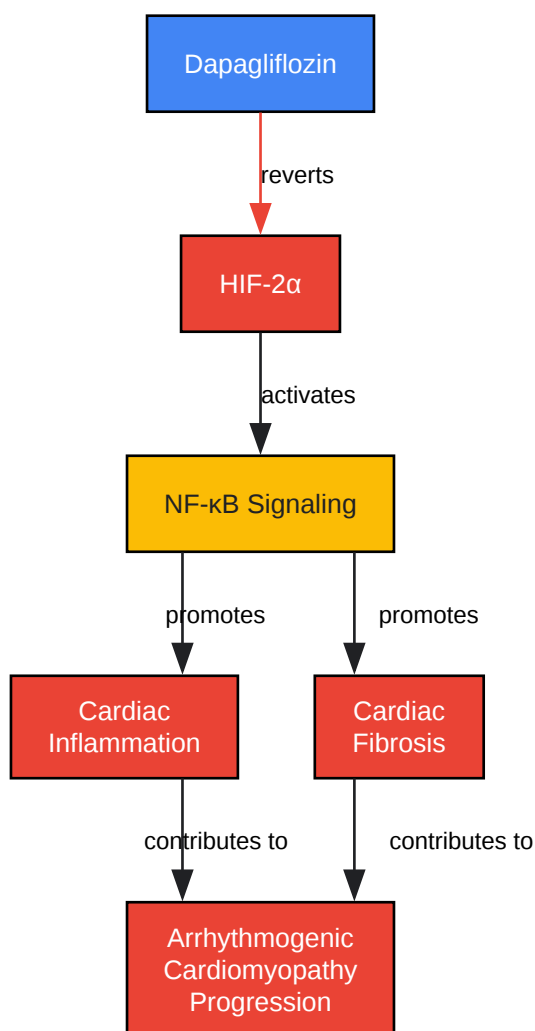 Dapagliflozin
reverts
HIF-2α
activates
NF-κB Signaling
promotes
promotes
Cardiac
Inflammation
Cardiac
Fibrosis
contributes to
contributes to
Arrhythmogenic
Cardiomyopathy
Progression